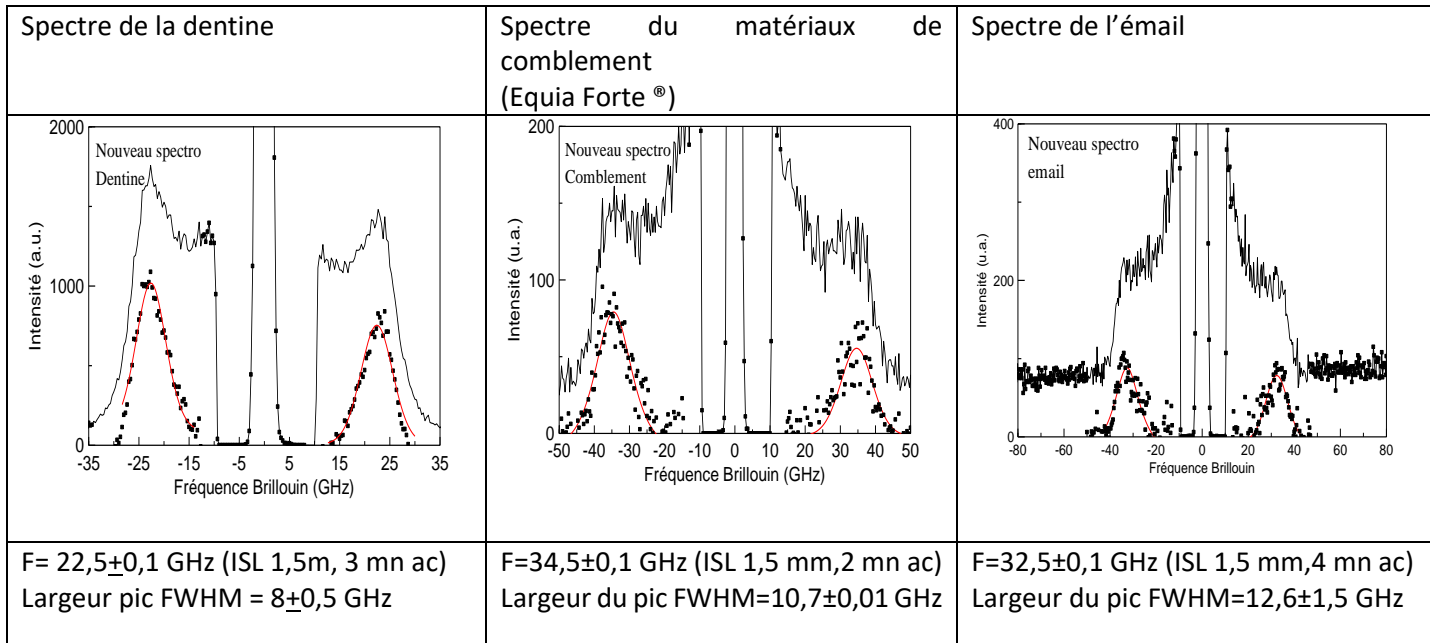 Spectre de la dentine
Spectre du matériaux de
comblement
(Equia Forte ®)
Spectre de l’émail
2000
1000
0
Intensité (a.u.)
Nouveau spectro
Dentine
-35 -25 -15 -5 5 15 25 35
Fréquence Brillouin (GHz)
200
100
0
Intensité (u.a.)
Nouveau spectro
Comblement
-50 -40 -30 -20 -10 0 10 20 30 40 50
Fréquence Brillouin (GHz)
400
200
0
Intensité (u.a.)
Nouveau spectro
email
-80 -60 -40 -20 0 20 40 60 80
Fréquence Brillouin
F= 22,5±0,1 GHz (ISL 1,5m, 3 mn ac)
Largeur pic FWHM = 8±0,5 GHz
F=34,5±0,1 GHz (ISL 1,5 mm,2 mn ac)
Largeur du pic FWHM=10,7±0,01 GHz
F=32,5±0,1 GHz (ISL 1,5 mm,4 mn ac)
Largeur du pic FWHM=12,6±1,5 GHz